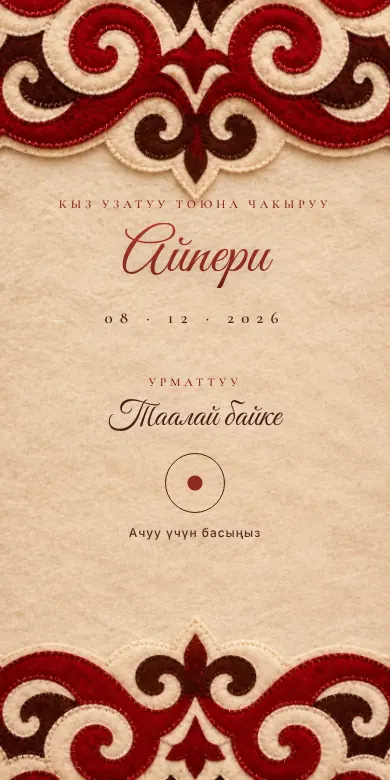 КЫЗ УЗАТУУ ТОЮНА ЧАКЫРУУ
Айпери
08 · 12 · 2026
УРМАТТУУ
Таалай байке
Ачуу үчүн басыңыз